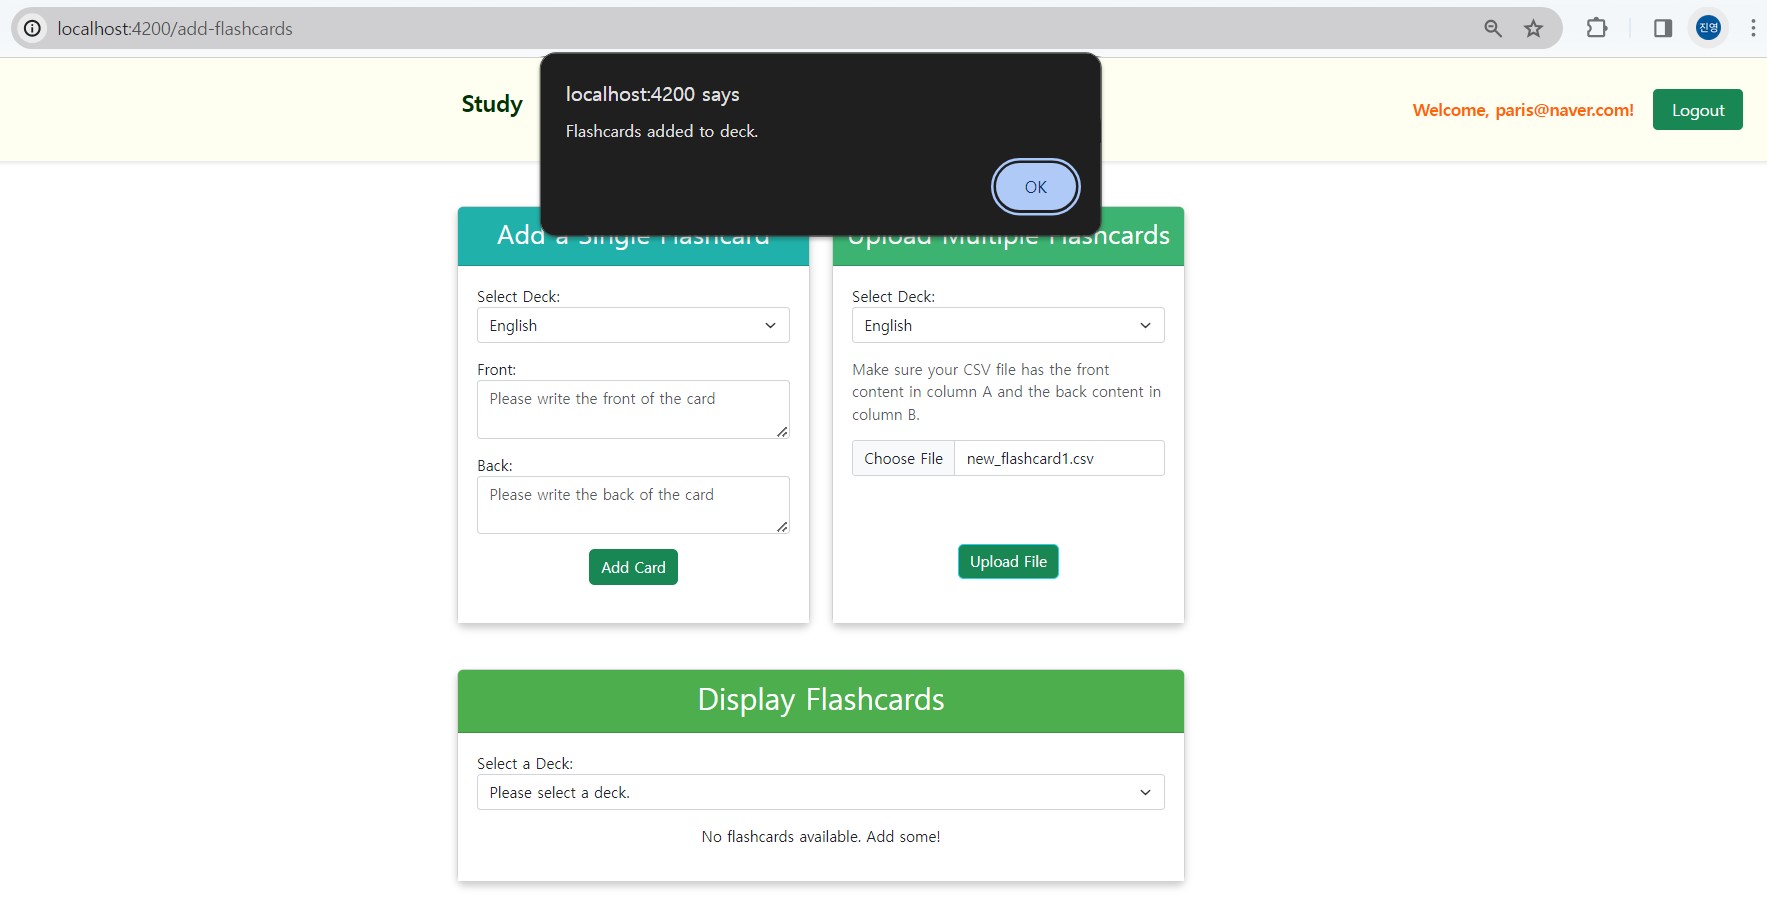 localhost:4200/add-flashcards
진영
Study
localhost:4200 says
Flashcards added to deck.
OK
Welcome, paris@naver.com!
Logout
Add a Single Flashcard
Upload Multiple Flashcards
Select Deck:
English
Front:
Please write the front of the card
Back:
Please write the back of the card
Add Card
Select Deck:
English
Make sure your CSV file has the front
content in column A and the back content in
column B.
Choose File
new_flashcard1.csv
Upload File
Display Flashcards
Select a Deck:
Please select a deck.
No flashcards available. Add some!